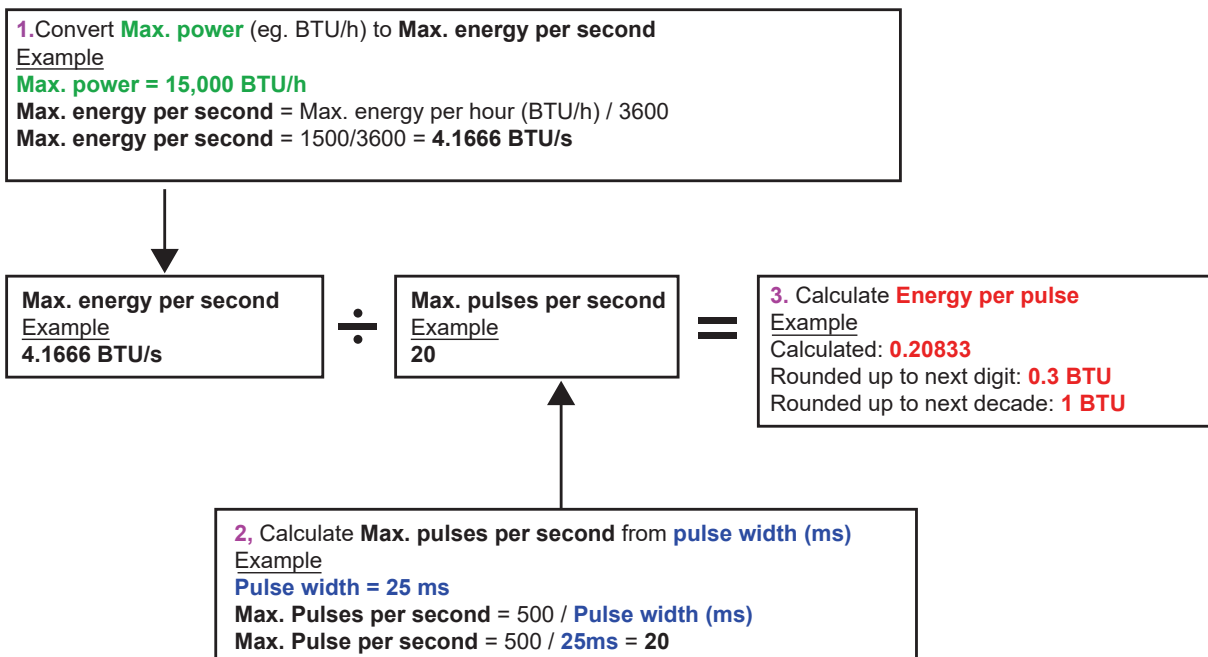 1.Convert Max. power (eg. BTU/h) to Max. energy per second
Example
Max. power = 15,000 BTU/h
Max. energy per second = Max. energy per hour (BTU/h) / 3600
Max. energy per second = 1500/3600 = 4.1666 BTU/s
Max. energy per second
Example
4.1666 BTU/s
÷
Max. pulses per second
Example
20
=
3. Calculate Energy per pulse
Example
Calculated: 0.20833
Rounded up to next digit: 0.3 BTU
Rounded up to next decade: 1 BTU
2, Calculate Max. pulses per second from pulse width (ms)
Example
Pulse width = 25 ms
Max. Pulses per second = 500 / Pulse width (ms)
Max. Pulse per second = 500 / 25ms = 20